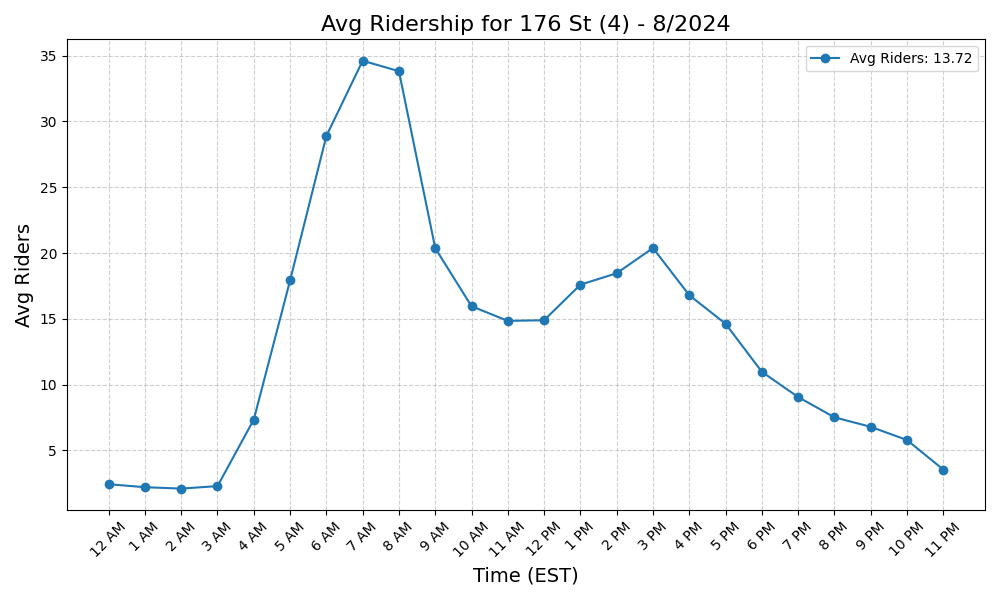 Avg Ridership for 176 St (4) - 8/2024
Avg Riders: 13.72
Avg Riders
35
30
25
20
15
10
5
12 AM
1 AM
2 AM
3 AM
4 AM
5 AM
6 AM
7 AM
8 AM
9 AM
10 AM
11 AM
12 PM
1 PM
2 PM
3 PM
4 PM
5 PM
6 PM
7 PM
8 PM
9 PM
10 PM
11 PM
Time (EST)